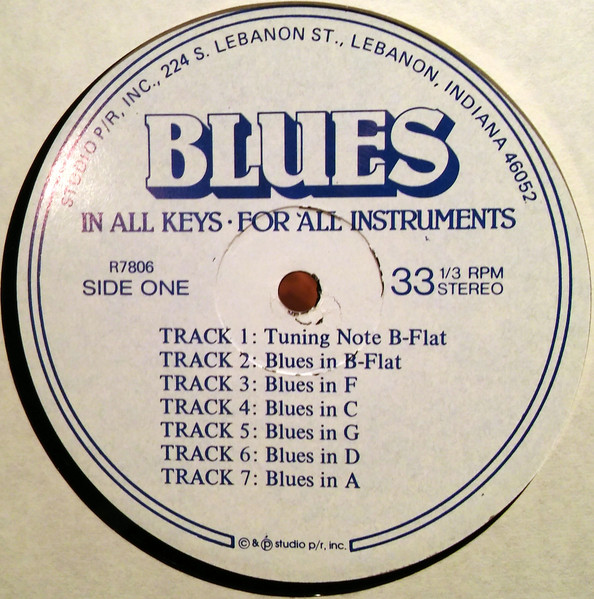 STUDIO P/R, INC., 224 S. LEBANON ST., LEBANON, INDIANA 46052
BLUES
IN ALL KEYS · FOR ALL INSTRUMENTS
R7806
SIDE ONE
33 1/3 RPM
STEREO
TRACK 1: Tuning Note B-Flat
TRACK 2: Blues in B-Flat
TRACK 3: Blues in F
TRACK 4: Blues in C
TRACK 5: Blues in G
TRACK 6: Blues in D
TRACK 7: Blues in A
© & ℗ studio p/r, inc.